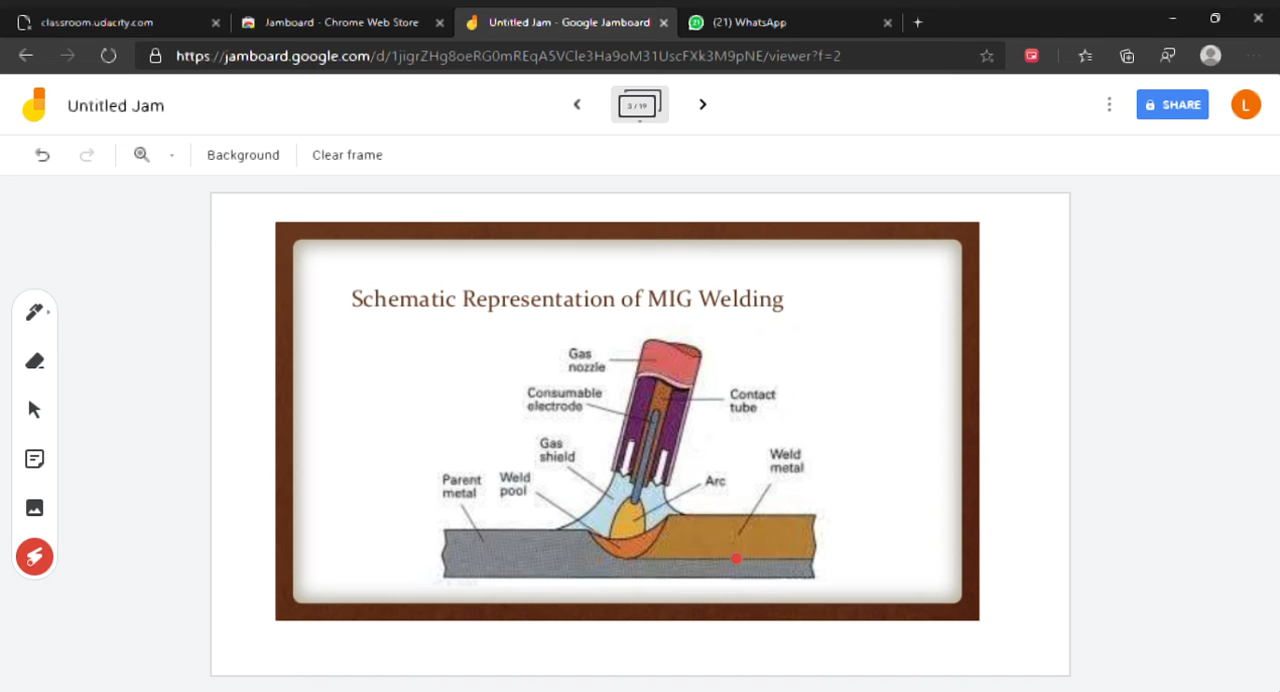 classroom.udacity.com
Jamboard - Chrome Web Store
Untitled Jam - Google Jamboard
(21) WhatsApp
https://jamboard.google.com/d/1jigrZHg8oeRG0mREqA5VCle3Ha9oM31UscFXk3M9pNE/viewer?f=2
Untitled Jam
3 / 19
SHARE
L
Background
Clear frame
Schematic Representation of MIG Welding
Gas
nozzle
Consumable
electrode
Contact
tube
Gas
shield
Weld
metal
Parent
metal
Weld
pool
Arc